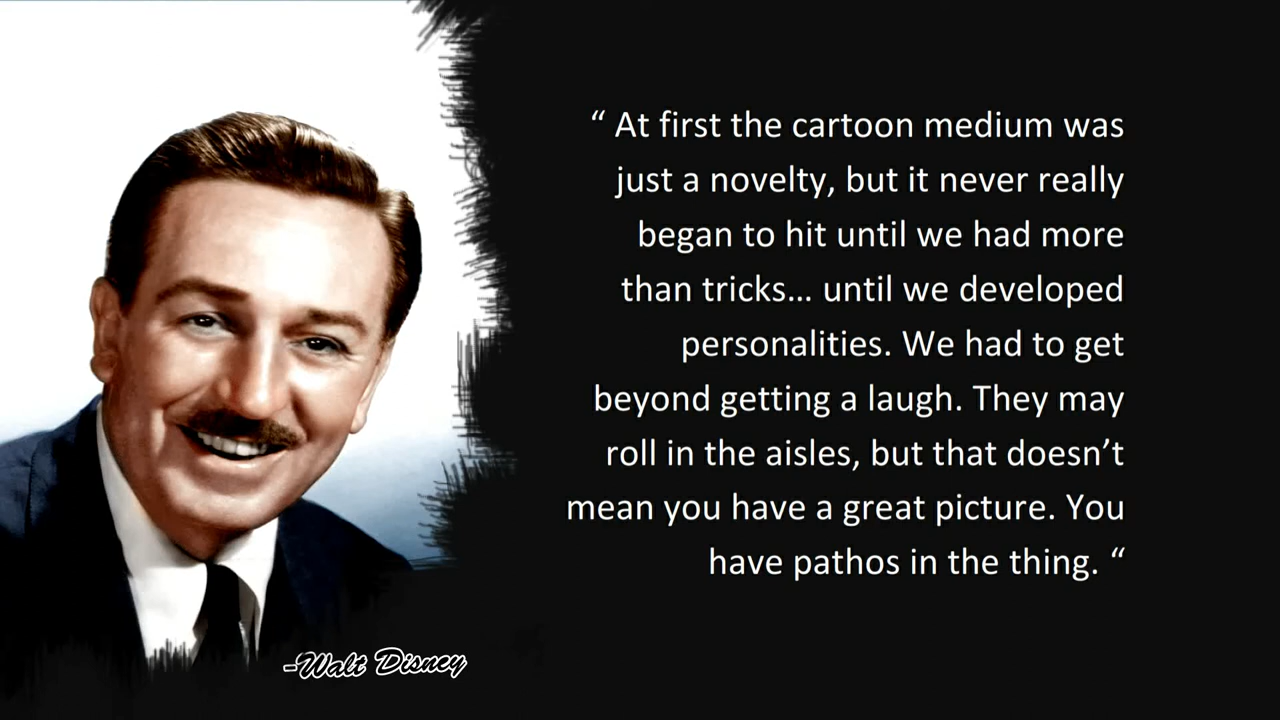 “ At first the cartoon medium was
just a novelty, but it never really
began to hit until we had more
than tricks... until we developed
personalities. We had to get
beyond getting a laugh. They may
roll in the aisles, but that doesn’t
mean you have a great picture. You
have pathos in the thing. “
-Walt Disney